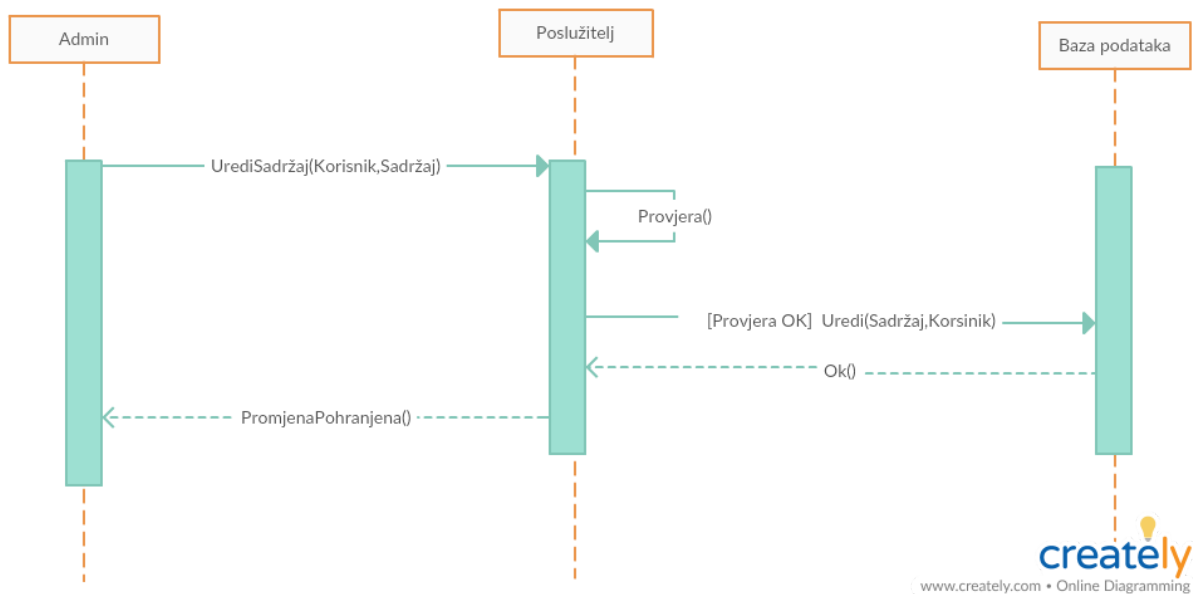 Admin
Poslužitelj
Baza podataka
UrediSadržaj(Korisnik,Sadržaj)
Provjera()
[Provjera OK] Uredi(Sadržaj,Korsinik)
Ok()
PromjenaPohranjena()
creately
www.creately.com • Online Diagramming